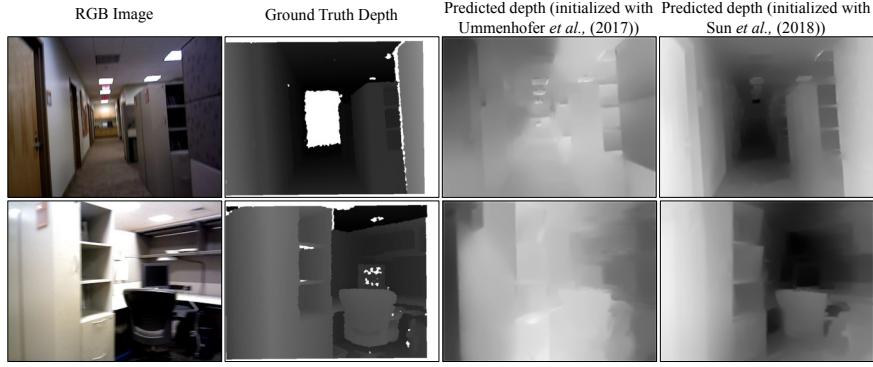 RGB Image
Ground Truth Depth
Predicted depth (initialized with
Ummenhofer et al., (2017))
Predicted depth (initialized with
Sun et al., (2018))